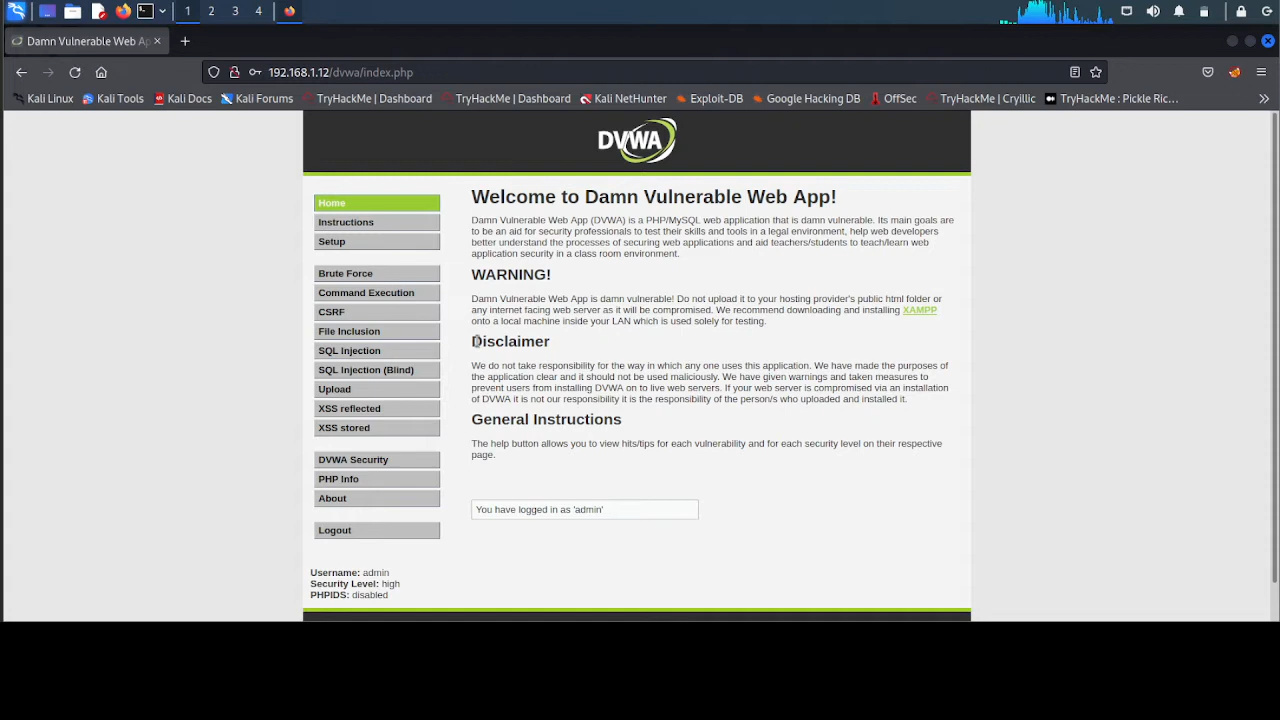 1 2 3 4
Damn Vulnerable Web Ap
192.168.1.12/dvwa/index.php
Kali Linux Kali Tools Kali Docs Kali Forums TryHackMe | Dashboard TryHackMe | Dashboard Kali NetHunter Exploit-DB Google Hacking DB OffSec TryHackMe | Cryillic TryHackMe : Pickle Ric...
DVWA
Home
Instructions
Setup
Brute Force
Command Execution
CSRF
File Inclusion
SQL Injection
SQL Injection (Blind)
Upload
XSS reflected
XSS stored
DVWA Security
PHP Info
About
Logout
Username: admin
Security Level: high
PHPIDS: disabled
Welcome to Damn Vulnerable Web App!
Damn Vulnerable Web App (DVWA) is a PHP/MySQL web application that is damn vulnerable. Its main goals are
to be an aid for security professionals to test their skills and tools in a legal environment, help web developers
better understand the processes of securing web applications and aid teachers/students to teach/learn web
application security in a class room environment.
WARNING!
Damn Vulnerable Web App is damn vulnerable! Do not upload it to your hosting provider's public html folder or
any internet facing web server as it will be compromised. We recommend downloading and installing XAMPP
onto a local machine inside your LAN which is used solely for testing.
Disclaimer
We do not take responsibility for the way in which any one uses this application. We have made the purposes of
the application clear and it should not be used maliciously. We have given warnings and taken measures to
prevent users from installing DVWA on to live web servers. If your web server is compromised via an installation
of DVWA it is not our responsibility it is the responsibility of the person/s who uploaded and installed it.
General Instructions
The help button allows you to view hits/tips for each vulnerability and for each security level on their respective
page.
You have logged in as 'admin'